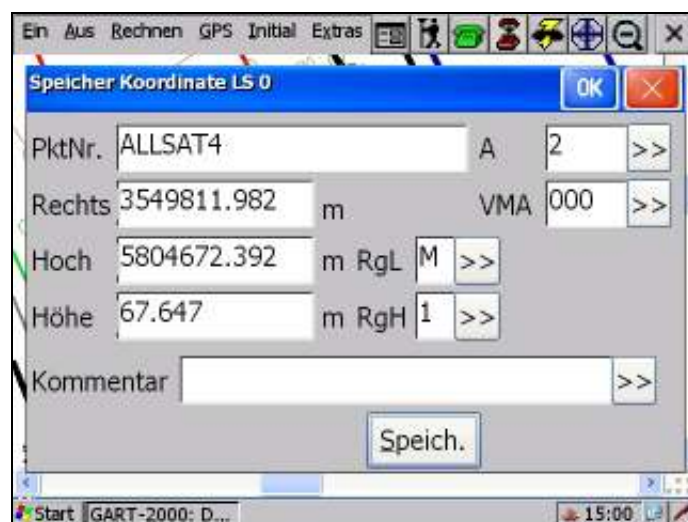 Ein Aus Rechnen GPS Initial Extras
Speicher Koordinate LS 0 OK
PktNr. ALLSAT4 A 2 >>
Rechts 3549811.982 m VMA 000 >>
Hoch 5804672.392 m RgL M >>
Höhe 67.647 m RgH 1 >>
Kommentar >>
Speich.
Start GART-2000: D... 15:00